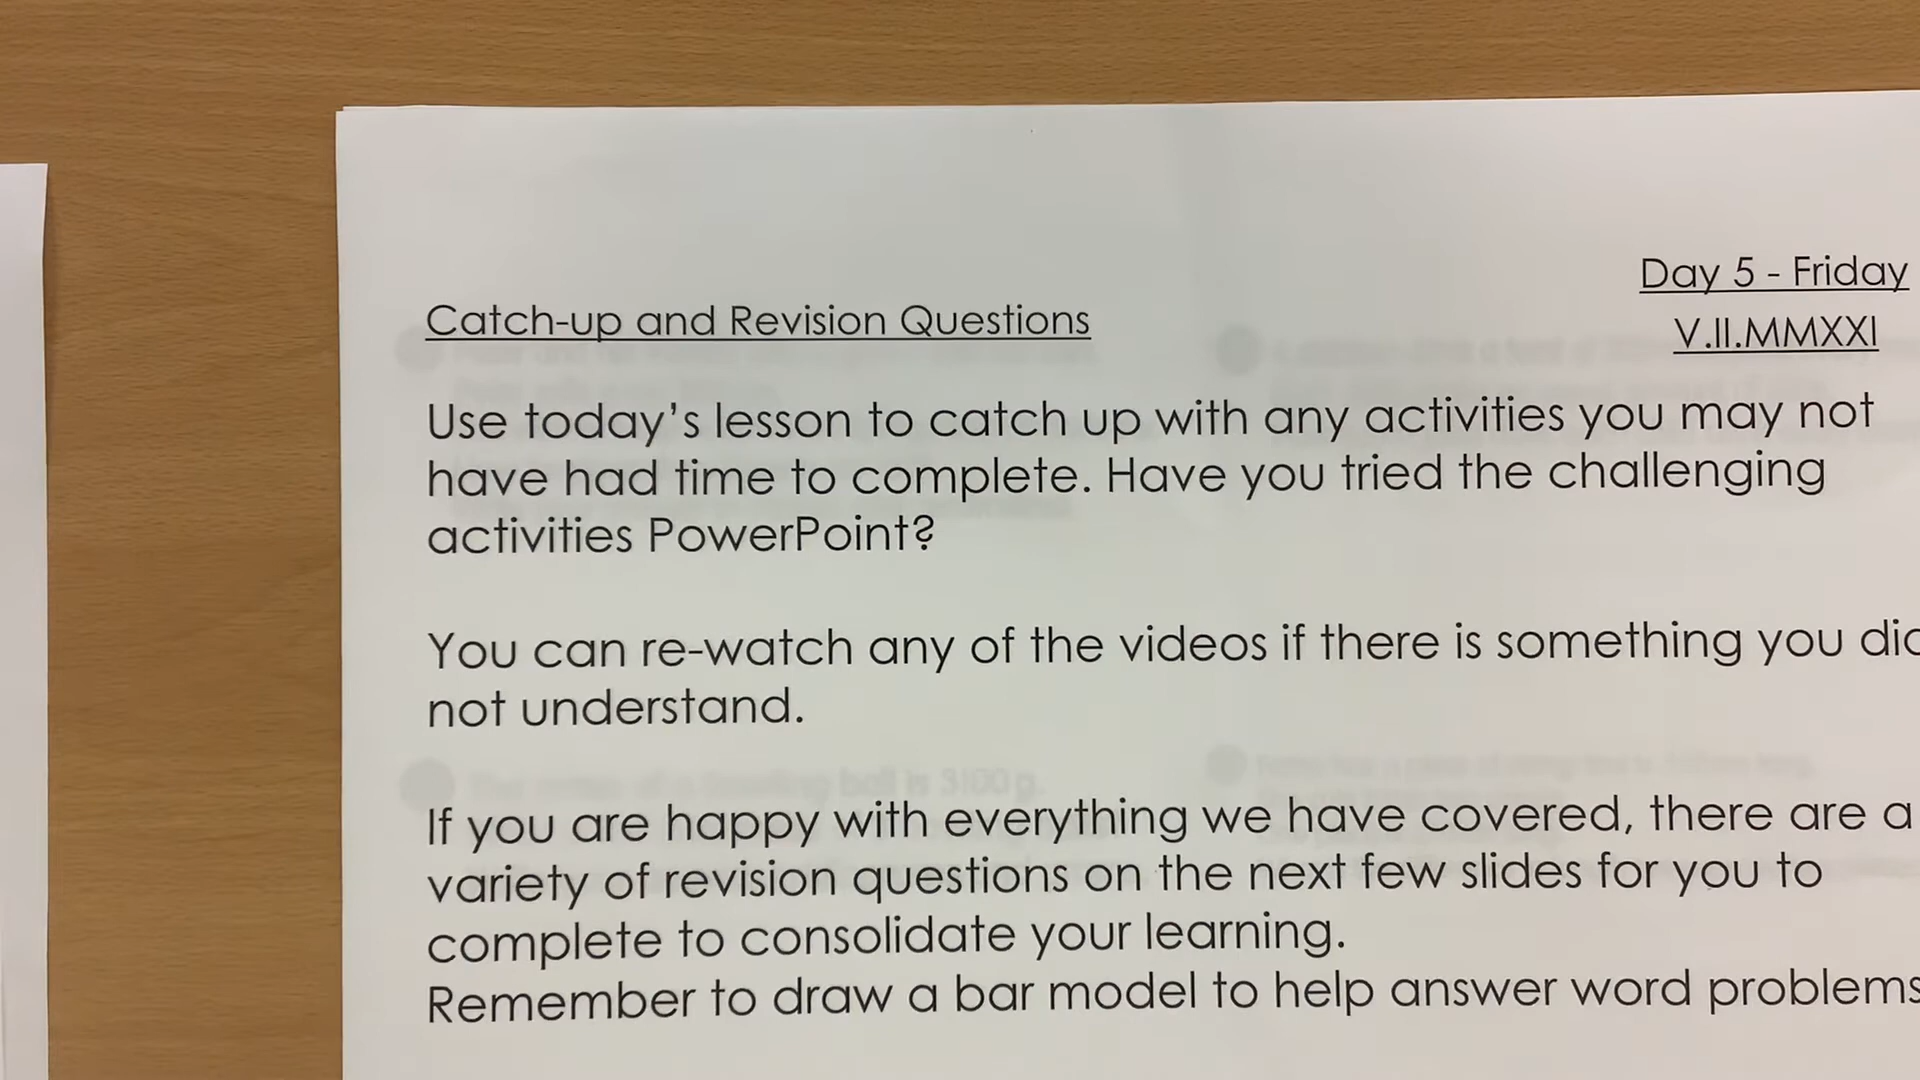 Day 5 - Friday
V.II.MMXXI
Catch-up and Revision Questions
Use today's lesson to catch up with any activities you may not
have had time to complete. Have you tried the challenging
activities PowerPoint?
You can re-watch any of the videos if there is something you
not understand.
If you are happy with everything we have covered, there are a
variety of revision questions on the next few slides for you to
complete to consolidate your learning.
Remember to draw a bar model to help answer word problems